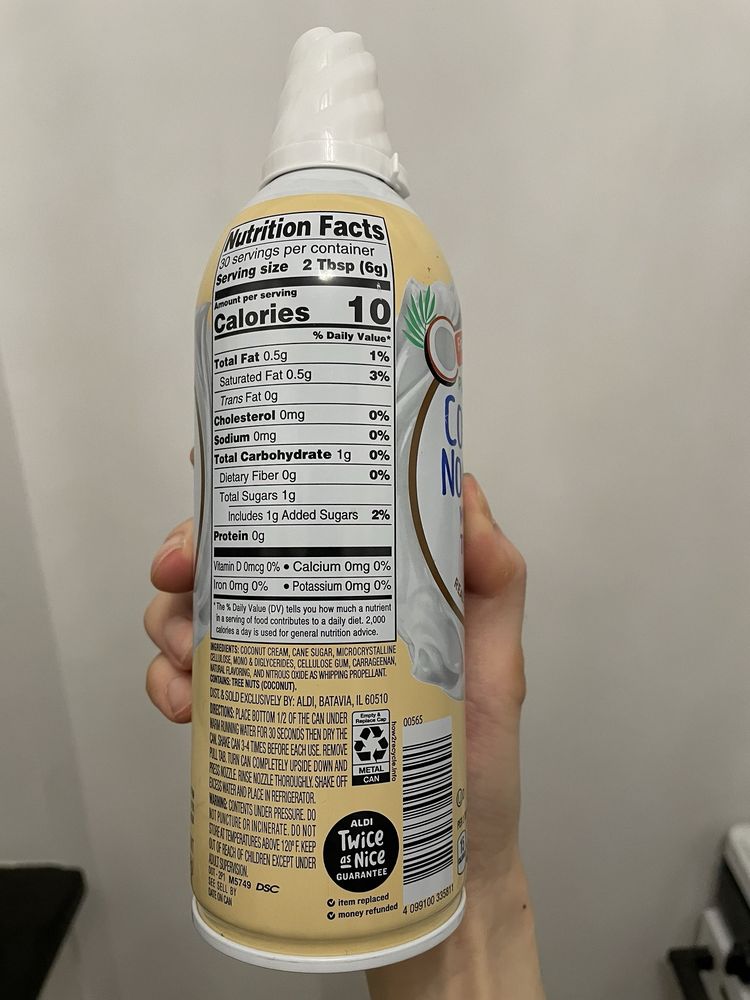 Nutrition Facts
30 servings per container
Serving size 2 Tbsp (6g)
Amount per serving
Calories 10
% Daily Value*
Total Fat 0.5g 1%
Saturated Fat 0.5g 3%
Trans Fat 0g
Cholesterol 0mg 0%
Sodium 0mg 0%
Total Carbohydrate 1g 0%
Dietary Fiber 0g 0%
Total Sugars 1g
Includes 1g Added Sugars 2%
Protein 0g
Vitamin D 0mcg 0% • Calcium 0mg 0%
Iron 0mg 0% • Potassium 0mg 0%
* The % Daily Value (DV) tells you how much a nutrient
in a serving of food contributes to a daily diet. 2,000
calories a day is used for general nutrition advice.
INGREDIENTS: COCONUT CREAM, CANE SUGAR, MICROCRYSTALLINE
CELLULOSE, MONO & DIGLYCERIDES, CELLULOSE GUM, CARRAGEENAN,
NATURAL FLAVORING, AND NITROUS OXIDE AS WHIPPING PROPELLANT.
CONTAINS: TREE NUTS (COCONUT).
DIST. & SOLD EXCLUSIVELY BY: ALDI, BATAVIA, IL 60510
DIRECTIONS: PLACE BOTTOM 1/2 OF THE CAN UNDER
WARM RUNNING WATER FOR 30 SECONDS THEN DRY THE
CAN. SHAKE CAN 3-4 TIMES BEFORE EACH USE. REMOVE
PULL TAB. TURN CAN COMPLETELY UPSIDE DOWN AND
PRESS NOZZLE. RINSE NOZZLE THOROUGHLY. SHAKE OFF
EXCESS WATER AND PLACE IN REFRIGERATOR.
WARNING: CONTENTS UNDER PRESSURE. DO
NOT PUNCTURE OR INCINERATE. DO NOT
STORE AT TEMPERATURES ABOVE 120° F. KEEP
OUT OF REACH OF CHILDREN EXCEPT UNDER
ADULT SUPERVISION.
M5749 DSC
SEE SELL BY
DATE ON CAN
Empty &
Replace Cap
METAL
CAN
how2recycle.info
ALDI
Twice
as Nice
GUARANTEE
item replaced
money refunded
00565
4 099100 335811
CO
NO